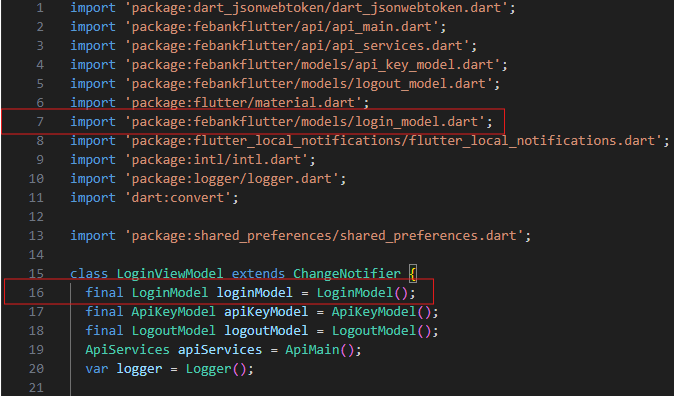 1 import 'package:dart_jsonwebtoken/dart_jsonwebtoken.dart';
2 import 'package:febankflutter/api/api_main.dart';
3 import 'package:febankflutter/api/api_services.dart';
4 import 'package:febankflutter/models/api_key_model.dart';
5 import 'package:febankflutter/models/logout_model.dart';
6 import 'package:flutter/material.dart';
7 import 'package:febankflutter/models/login_model.dart';
8 import 'package:flutter_local_notifications/flutter_local_notifications.dart';
9 import 'package:intl/intl.dart';
10 import 'package:logger/logger.dart';
11 import 'dart:convert';
12
13 import 'package:shared_preferences/shared_preferences.dart';
14
15 class LoginViewModel extends ChangeNotifier {
16   final LoginModel loginModel = LoginModel();
17   final ApiKeyModel apiKeyModel = ApiKeyModel();
18   final LogoutModel logoutModel = LogoutModel();
19   ApiServices apiServices = ApiMain();
20   var logger = Logger();
21